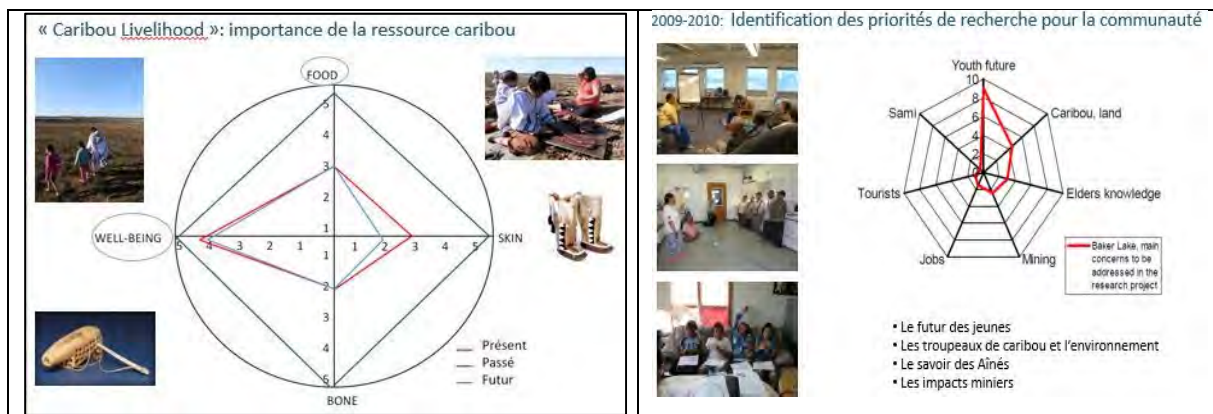 « Caribou Livelihood »: importance de la ressource caribou
FOOD
5
4
3
2
1
WELL-BEING
5 4 3 2 1
1 2 3 4 5
SKIN
1
2
3
4
5
BONE
Présent
Passé
Futur
2009-2010: Identification des priorités de recherche pour la communauté
Youth future
10
8
6
4
2
Sami
Caribou, land
Tourists
Elders knowledge
Jobs
Mining
Baker Lake, main
concerns to be
addressed in the
research project
• Le futur des jeunes
• Les troupeaux de caribou et l'environnement
• Le savoir des Aînés
• Les impacts miniers